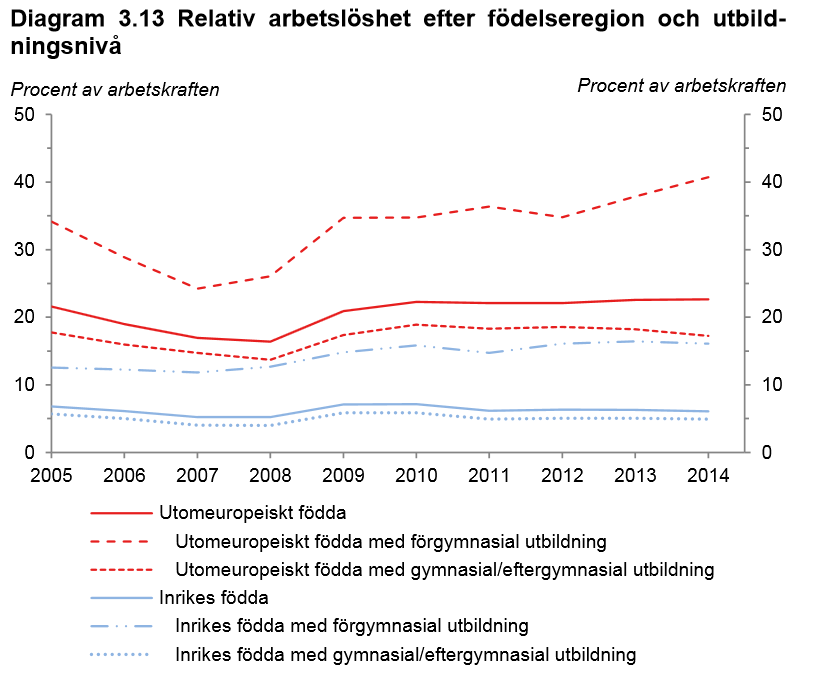 Diagram 3.13 Relativ arbetslöshet efter födelseregion och utbild-
ningsnivå
Procent av arbetskraften
Procent av arbetskraften
50 50
40 40
30 30
20 20
10 10
0 0
2005 2006 2007 2008 2009 2010 2011 2012 2013 2014
Utomeuropeiskt födda
Utomeuropeiskt födda med förgymnasial utbildning
Utomeuropeiskt födda med gymnasial/eftergymnasial utbildning
Inrikes födda
Inrikes födda med förgymnasial utbildning
Inrikes födda med gymnasial/eftergymnasial utbildning